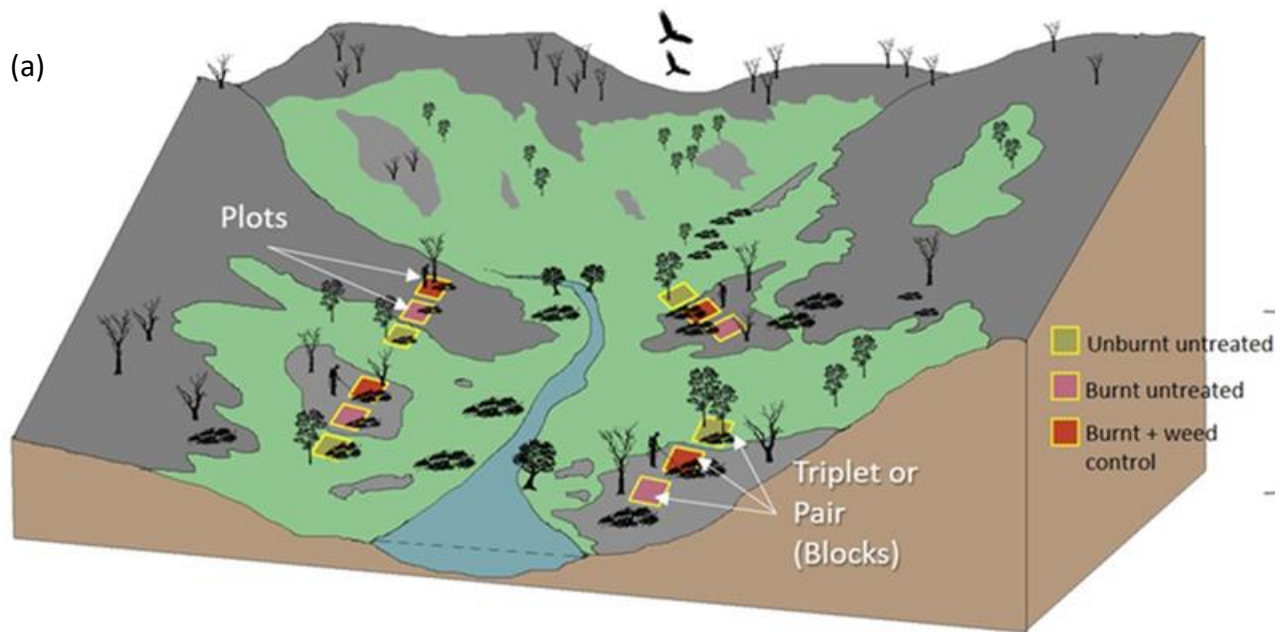 (a)
Plots
Unburnt untreated
Burnt untreated
Burnt + weed
control
Triplet or
Pair
(Blocks)